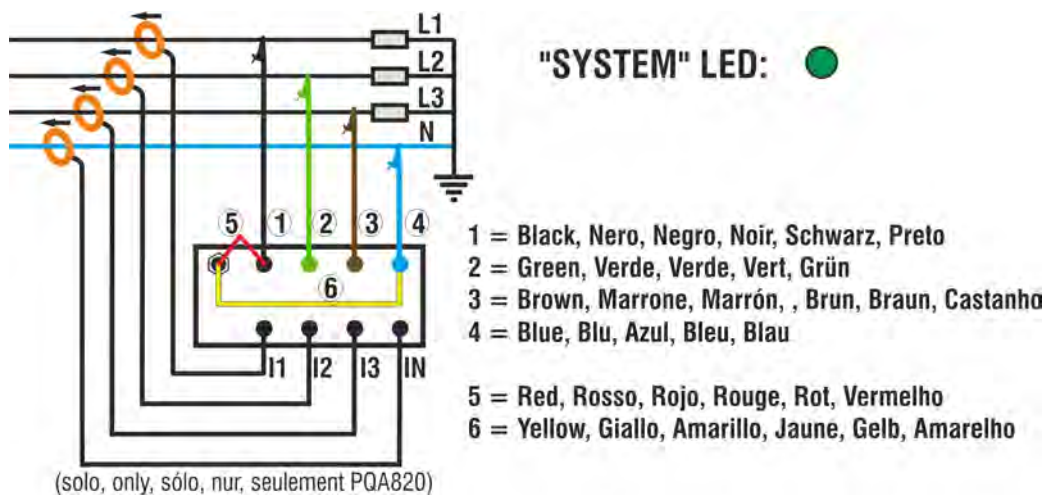 L1
L2
L3
N
"SYSTEM" LED:
5 1 2 3 4
6
I1 I2 I3 IN
(solo, only, sólo, nur, seulement PQA820)
1 = Black, Nero, Negro, Noir, Schwarz, Preto
2 = Green, Verde, Verde, Vert, Grün
3 = Brown, Marrone, Marrón, , Brun, Braun, Castanho
4 = Blue, Blu, Azul, Bleu, Blau
5 = Red, Rosso, Rojo, Rouge, Rot, Vermelho
6 = Yellow, Giallo, Amarillo, Jaune, Gelb, Amarelho